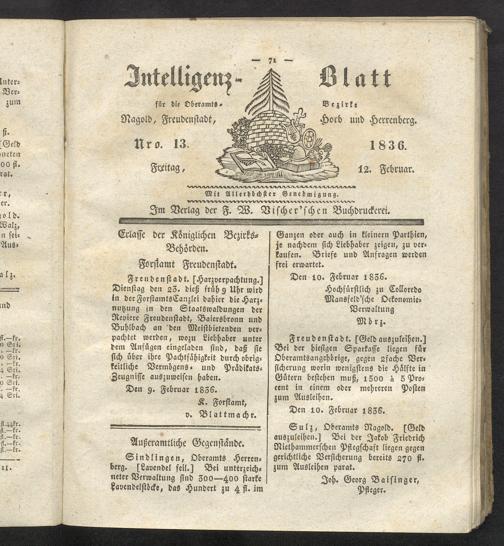 — 71 —
Intelligenz-Blatt
für die Oberamts-Bezirke
Nagold, Freudenstadt, Horb und Herrenberg.
Nro. 13. 1836.
Freitag, 12. Februar.
Mit Allerhöchster Genehmigung.
Im Verlag der F. W. Vischer'schen Buchdruckerei.
Erlasse der Königlichen Bezirks-
Behörden.
Forstamt Freudenstadt.
Freudenstadt. [Harzverpachtung.]
Dienstag den 23. dieß früh 9 Uhr wird
in der ForstamtsCanzlei dahier die Harz-
nutzung in den Staatswaldungen der
Reviere Freudenstadt, Baiersbronn und
Buhlbach an den Meistbietenden ver-
pachtet werden, wozu Liebhaber unter
dem Anfügen eingeladen sind, daß sie
sich über ihre Pachtfähigkeit durch obrig-
keitliche Vermögens- und Prädikats-
Zeugnisse auszuweisen haben.
Den 9. Februar 1836.
K. Forstamt,
v. Blattmachr.
Außeramtliche Gegenstände.
Sindlingen, Oberamts Herren-
berg. [Lavendel feil.] Bei unterzeich-
neter Verwaltung sind 300—400 starke
Lavendelstöcke, das Hundert zu 4 fl. im
Ganzen oder auch in kleinern Parthien,
je nachdem sich Liebhaber zeigen, zu ver-
kaufen. Briefe und Anfragen werden
frei erwartet.
Den 10. Februar 1836.
Hochfürstlich zu Colloredo
Mansfeld'sche Oekonomie-
Verwaltung
Mörz.
Freudenstadt. [Geld auszuleihen.]
Bei der hiesigen Sparkasse liegen für
Oberamtsangehörige, gegen 2fache Ver-
sicherung worin wenigstens die Hälfte in
Gütern bestehen muß, 1500 à 5 Pro-
cent in einem oder mehreren Posten
zum Ausleihen.
Den 10. Februar 1836.
Sulz, Oberamts Nagold. [Geld
auszuleihen.] Bei der Jakob Friedrich
Niethammerschen Pflegschaft liegen gegen
gerichtliche Versicherung bereits 270 fl.
zum Ausleihen parat.
Joh. Georg Baisinger,
Pfleger.